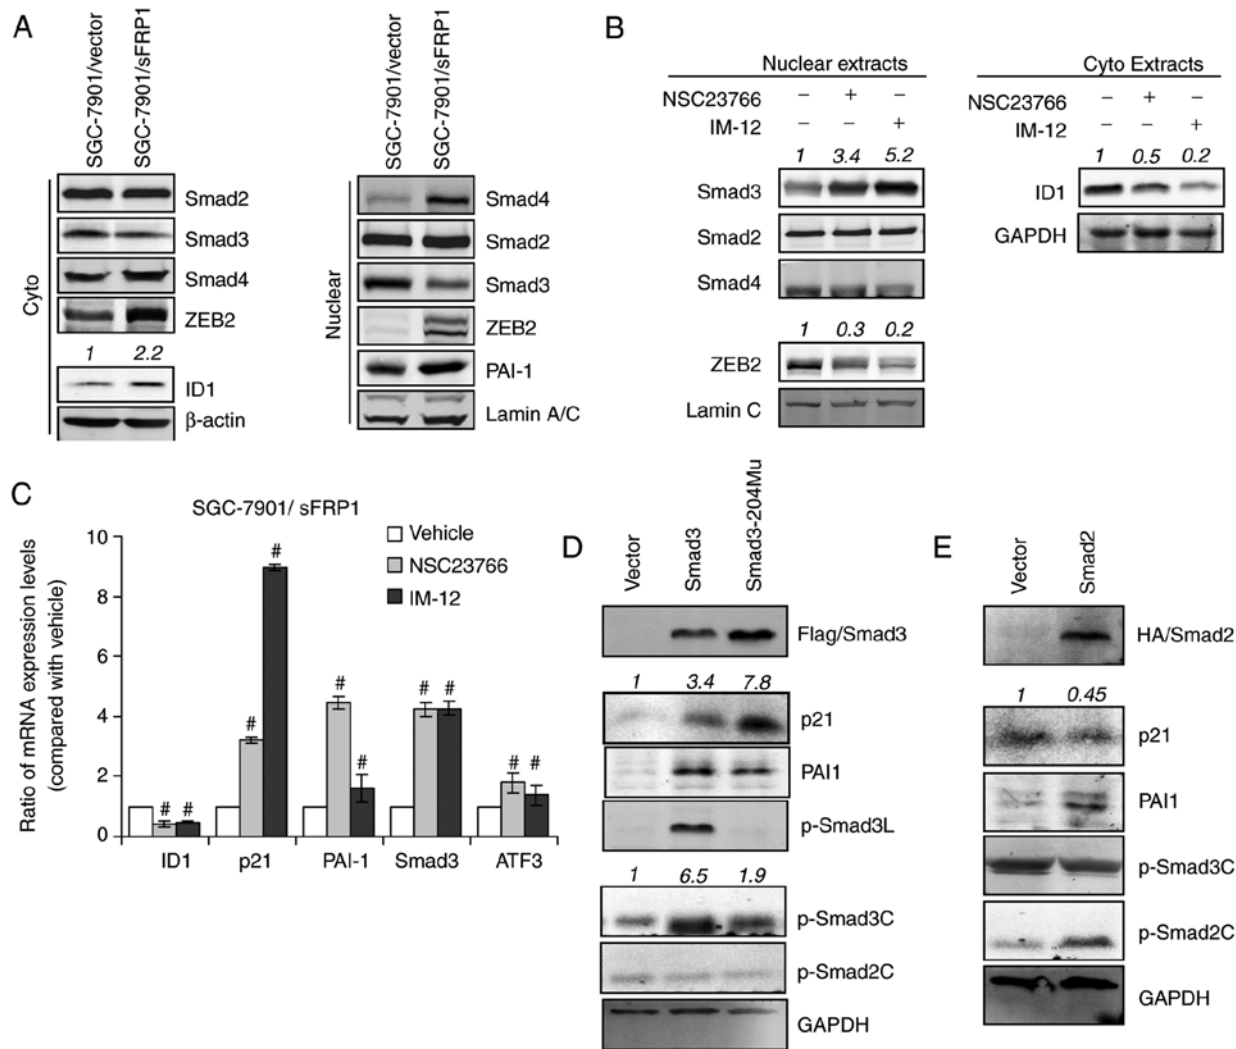 A
SGC-7901/vector
SGC-7901/sFRP1
Cyto
Smad2
Smad3
Smad4
ZEB2
1 2.2
ID1
β-actin
SGC-7901/vector
SGC-7901/sFRP1
Nuclear
Smad4
Smad2
Smad3
ZEB2
PAI-1
Lamin A/C
B
Nuclear extracts
NSC23766 – + –
IM-12 – – +
1 3.4 5.2
Smad3
Smad2
Smad4
1 0.3 0.2
ZEB2
Lamin C
Cyto Extracts
NSC23766 – + –
IM-12 – – +
1 0.5 0.2
ID1
GAPDH
C
SGC-7901/ sFRP1
Vehicle
NSC23766
IM-12
Ratio of mRNA expression levels
(compared with vehicle)
10
8
6
4
2
0
# # # # # # # # # #
ID1 p21 PAI-1 Smad3 ATF3
D
Vector
Smad3
Smad3-204Mu
Flag/Smad3
1 3.4 7.8
p21
PAI1
p-Smad3L
1 6.5 1.9
p-Smad3C
p-Smad2C
GAPDH
E
Vector
Smad2
HA/Smad2
1 0.45
p21
PAI1
p-Smad3C
p-Smad2C
GAPDH